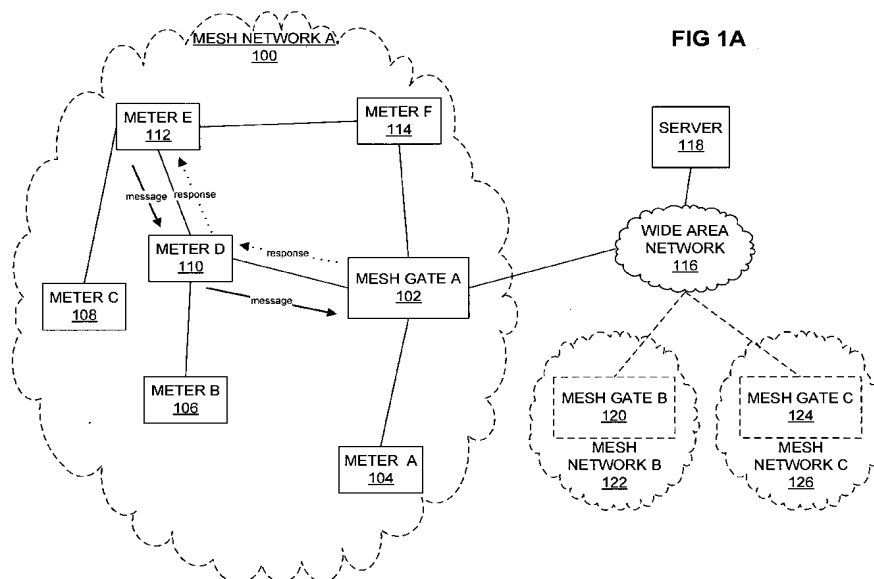 MESH NETWORK A
100
FIG 1A
METER E
112
METER F
114
SERVER
118
message
response
METER D
110
response
WIDE AREA
NETWORK
116
MESH GATE A
102
METER C
108
message
METER B
106
MESH GATE B
120
MESH GATE C
124
MESH
NETWORK B
122
MESH
NETWORK C
126
METER A
104